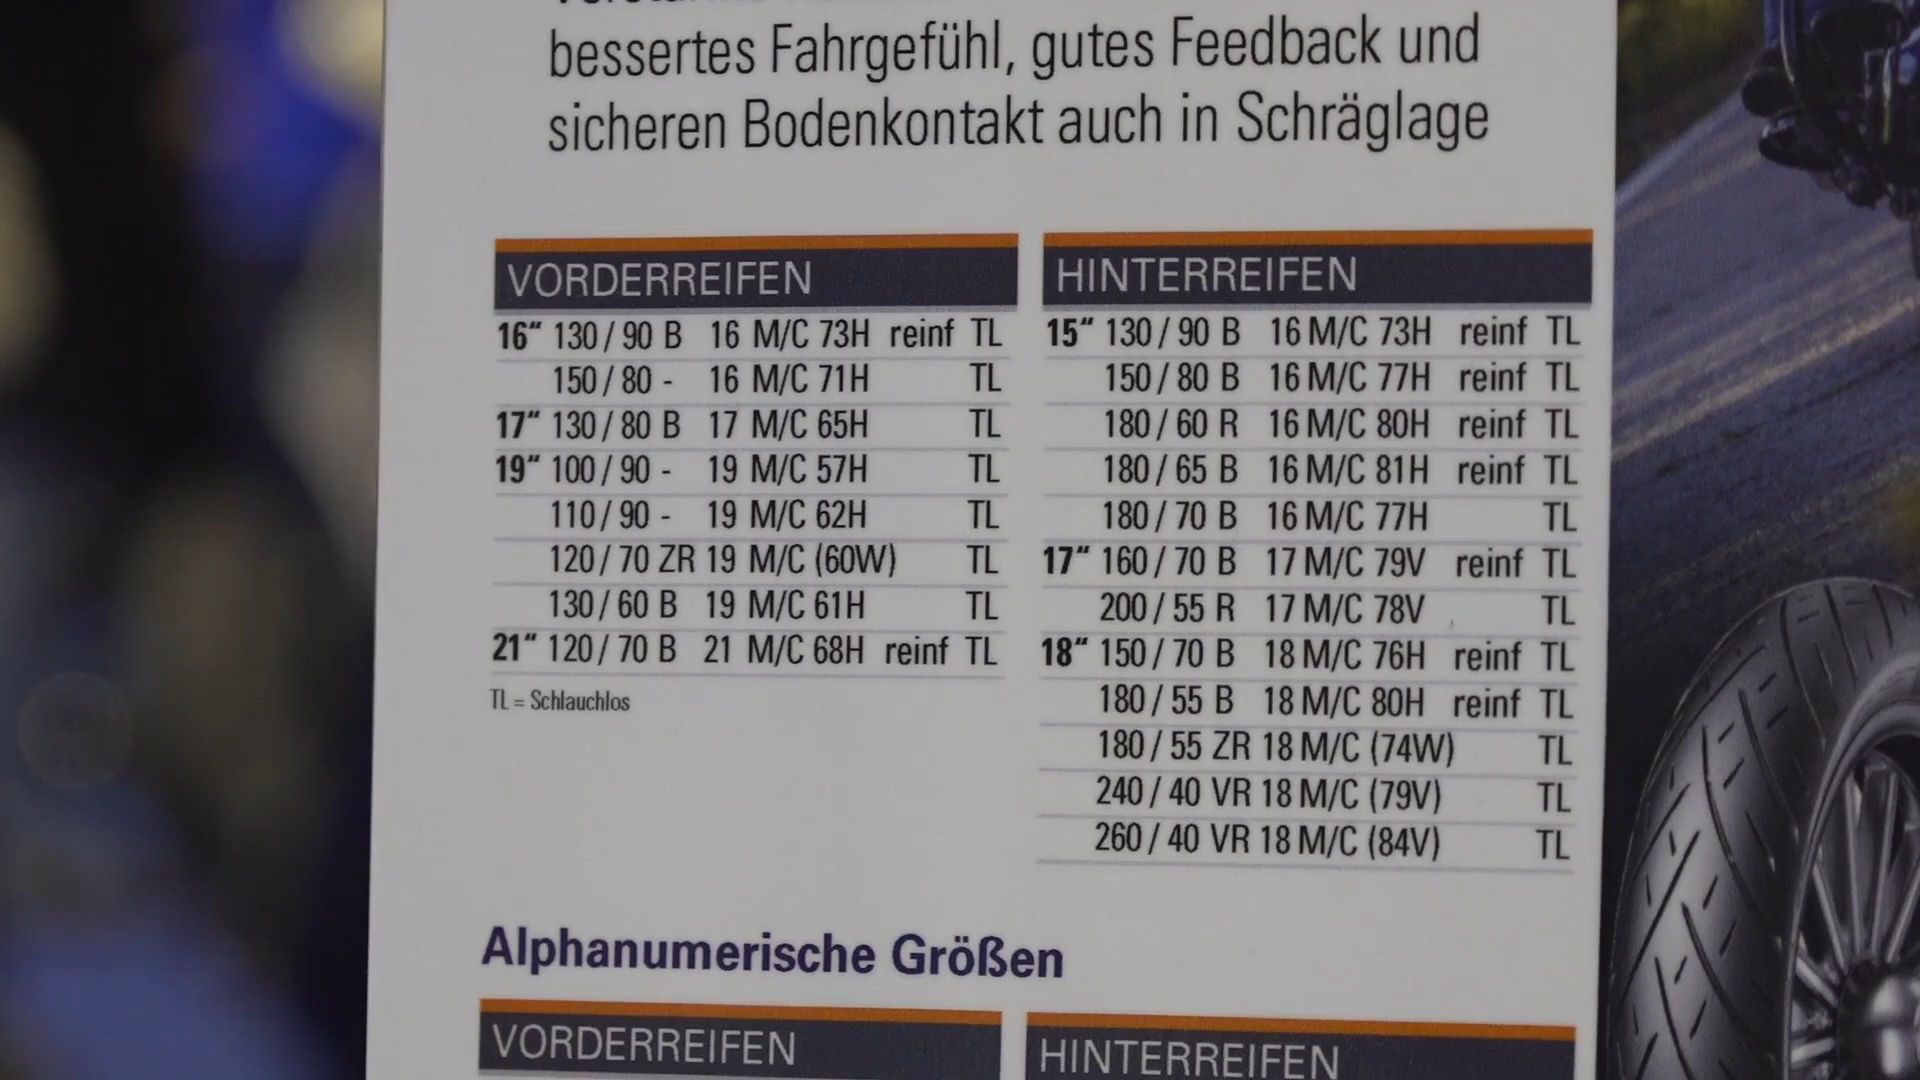 bessertes Fahrgefühl, gutes Feedback und
sicheren Bodenkontakt auch in Schräglage
VORDERREIFEN
16“ 130 / 90 B 16 M/C 73H reinf TL
150 / 80 - 16 M/C 71H TL
17“ 130 / 80 B 17 M/C 65H TL
19“ 100 / 90 - 19 M/C 57H TL
110 / 90 - 19 M/C 62H TL
120 / 70 ZR 19 M/C (60W) TL
130 / 60 B 19 M/C 61H TL
21“ 120 / 70 B 21 M/C 68H reinf TL
TL = Schlauchlos
HINTERREIFEN
15“ 130 / 90 B 16 M/C 73H reinf TL
150 / 80 B 16 M/C 77H reinf TL
180 / 60 R 16 M/C 80H reinf TL
180 / 65 B 16 M/C 81H reinf TL
180 / 70 B 16 M/C 77H TL
17“ 160 / 70 B 17 M/C 79V reinf TL
200 / 55 R 17 M/C 78V TL
18“ 150 / 70 B 18 M/C 76H reinf TL
180 / 55 B 18 M/C 80H reinf TL
180 / 55 ZR 18 M/C (74W) TL
240 / 40 VR 18 M/C (79V) TL
260 / 40 VR 18 M/C (84V) TL
Alphanumerische Größen
VORDERREIFEN
HINTERREIFEN